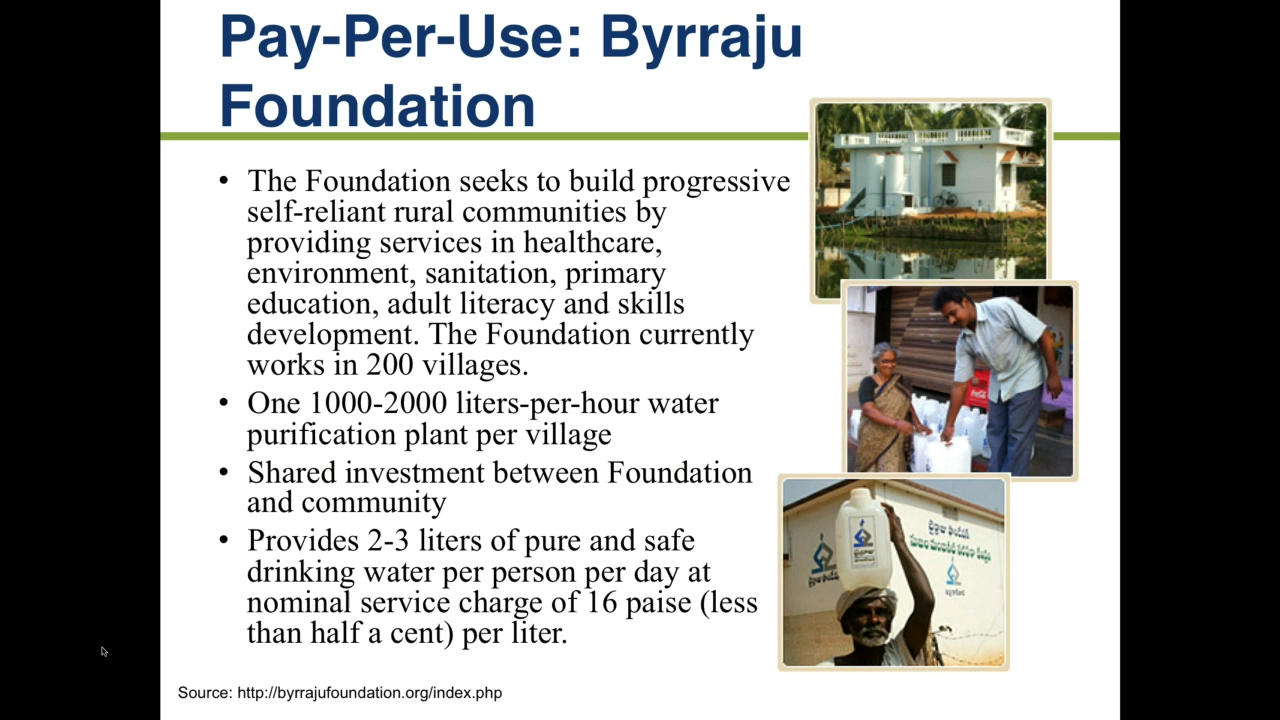 Pay-Per-Use: Byrraju
Foundation
• The Foundation seeks to build progressive
self-reliant rural communities by
providing services in healthcare,
environment, sanitation, primary
education, adult literacy and skills
development. The Foundation currently
works in 200 villages.
• One 1000-2000 liters-per-hour water
purification plant per village
• Shared investment between Foundation
and community
• Provides 2-3 liters of pure and safe
drinking water per person per day at
nominal service charge of 16 paise (less
than half a cent) per liter.
Source: http://byrrajufoundation.org/index.php